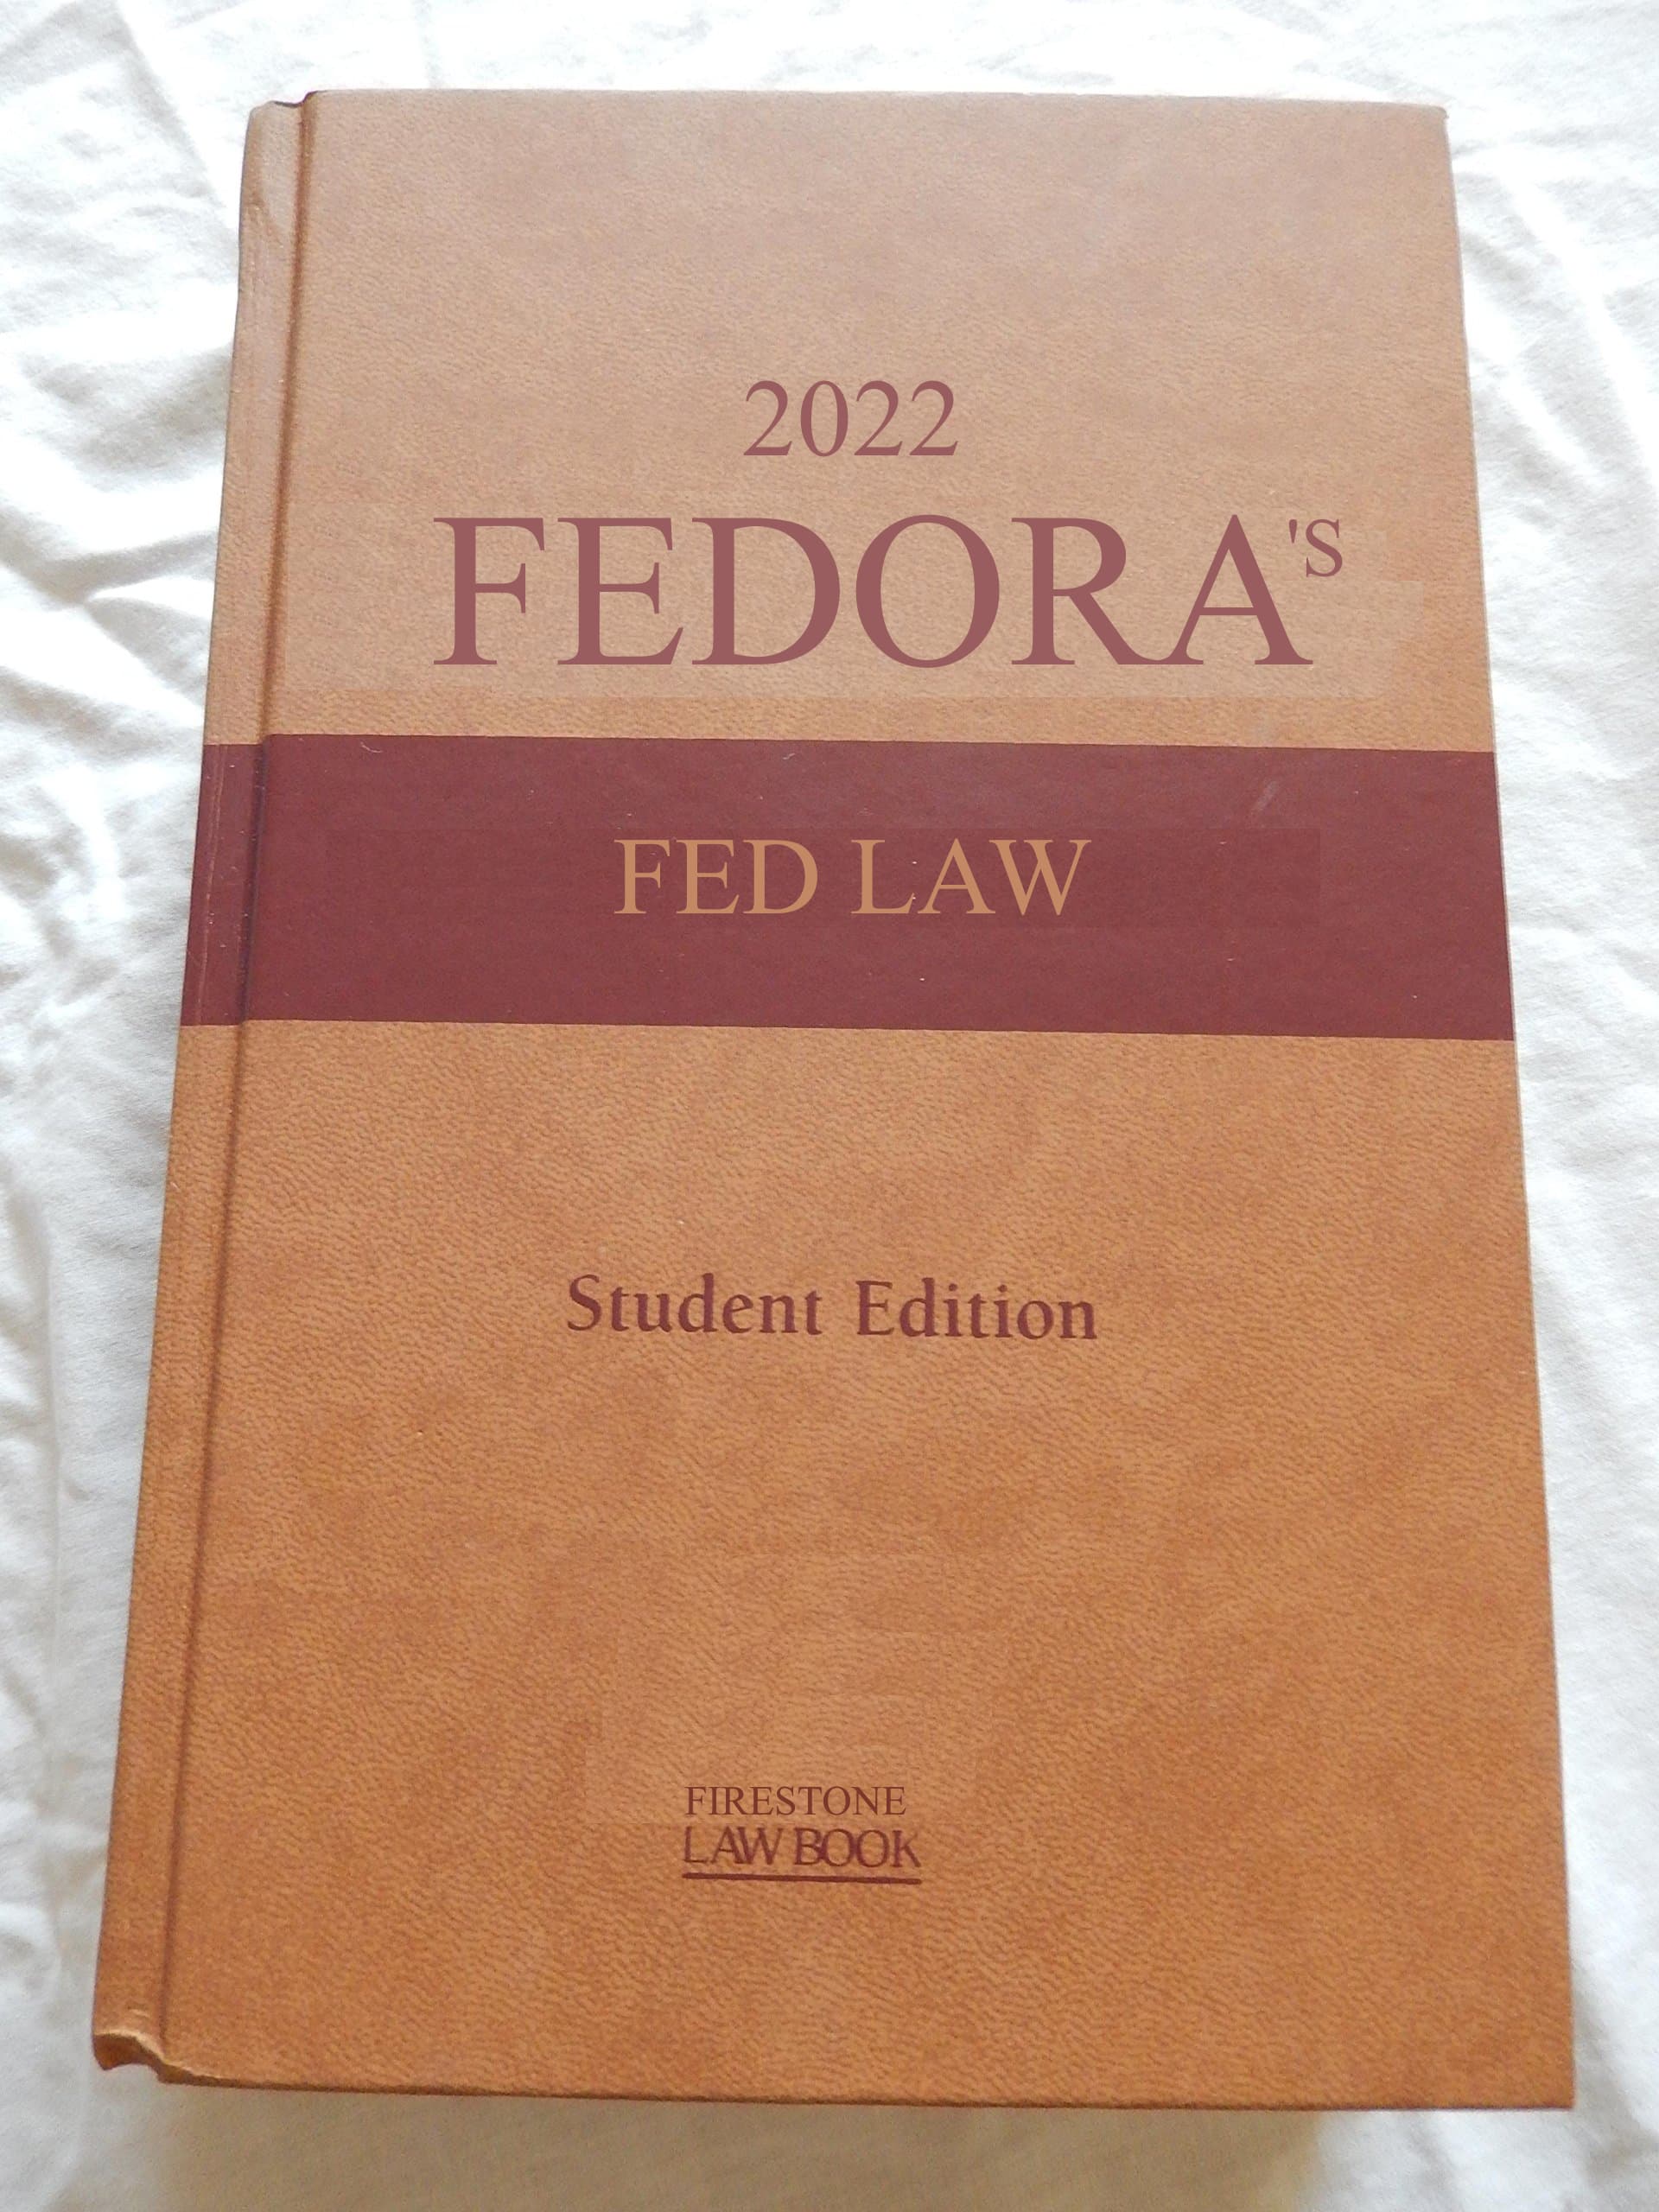 2022
FEDORA'S
FED LAW
Student Edition
FIRESTONE
LAW BOOK